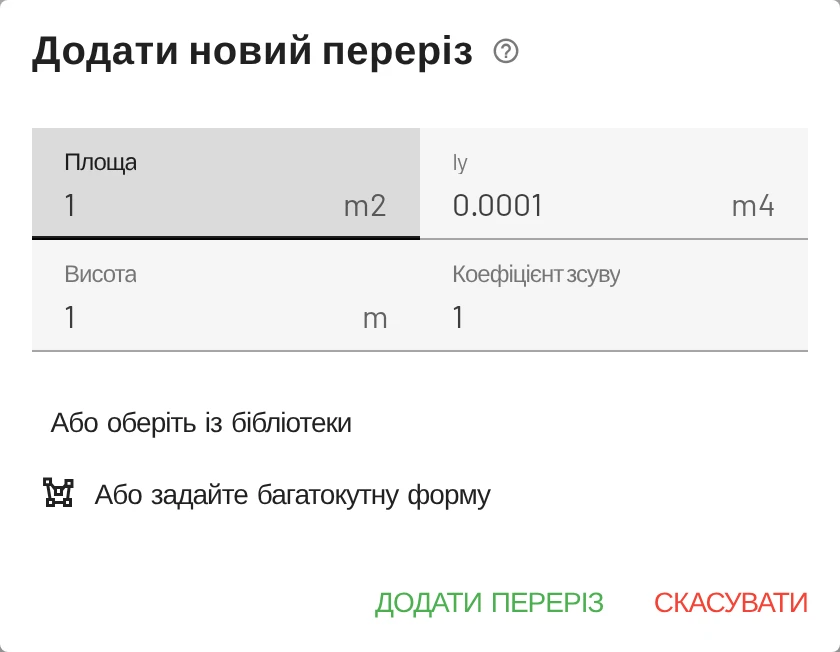 Додати новий переріз
Площа
1 m2
Iy
0.0001 m4
Висота
1 m
Коефіцієнт зсуву
1
Або оберіть із бібліотеки
Або задайте багатокутну форму
ДОДАТИ ПЕРЕРІЗ СКАСУВАТИ